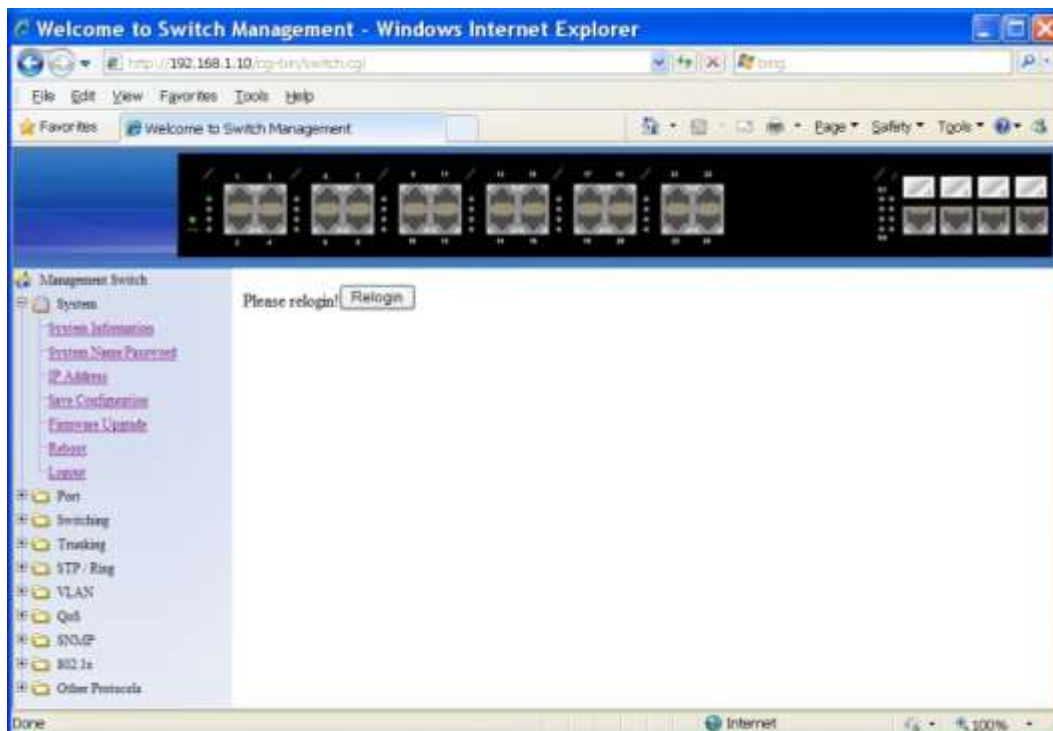 Welcome to Switch Management - Windows Internet Explorer
http://192.168.1.10/cgi-bin/switch.cgi
bing
File Edit View Favorites Tools Help
Favorites Welcome to Switch Management Page Safety Tools
Management Switch
System
Please relogin! Relogin
System Information
System Name/Password
IP Address
Save Configuration
Firmware Upgrade
Reboot
Logout
Port
Switching
Trunking
STP / Ring
VLAN
QoS
SNMP
802.1x
Other Protocols
Done Internet 100%